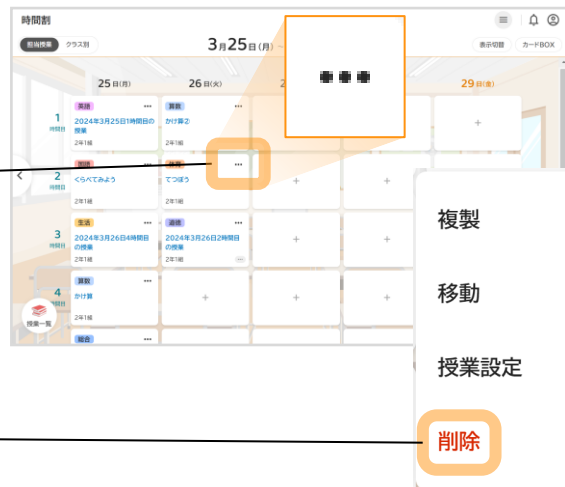 時間割
担当授業 クラス別
3月25日(月) ~
表示切替 カードBOX
25日(月) 26日(火) 2 29日(金)
1
時間目
英語 •••
2024年3月25日1時間目の
授業
2年1組
算数 •••
かけ算②
2年1組
+
2
時間目
国語 •••
くらべてみよう
2年1組
体育 •••
てつぼう
2年1組
+ +
3
時間目
生活 •••
2024年3月26日4時間目
の授業
2年1組
道徳 •••
2024年3月26日2時間目
の授業
2年1組
+ +
4
時間目
算数 •••
かけ算
2年1組
+ + +
授業一覧
総合 •••
複製
移動
授業設定
削除